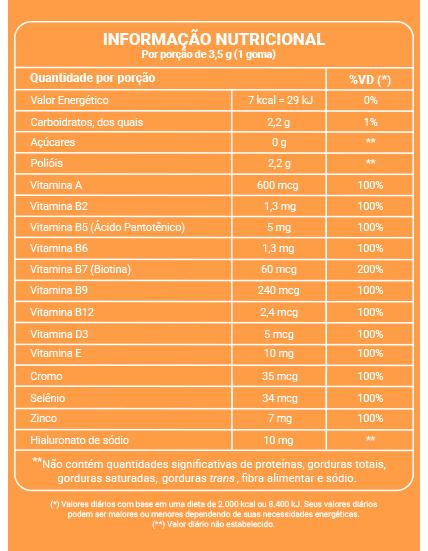 INFORMAÇÃO NUTRICIONAL
Por porção de 3,5 g (1 goma)
Quantidade por porção %VD (*)
Valor Energético 7 kcal = 29 kJ 0%
Carboidratos, dos quais 2,2 g 1%
Açúcares 0 g **
Polióis 2,2 g **
Vitamina A 600 mcg 100%
Vitamina B2 1,3 mg 100%
Vitamina B5 (Ácido Pantotênico) 5 mg 100%
Vitamina B6 1,3 mg 100%
Vitamina B7 (Biotina) 60 mcg 200%
Vitamina B9 240 mcg 100%
Vitamina B12 2,4 mcg 100%
Vitamina D3 5 mcg 100%
Vitamina E 10 mg 100%
Cromo 35 mcg 100%
Selênio 34 mcg 100%
Zinco 7 mg 100%
Hialuronato de sódio 10 mg **
**Não contém quantidades significativas de proteínas, gorduras totais,
gorduras saturadas, gorduras trans, fibra alimentar e sódio.
(*) Valores diários com base em uma dieta de 2.000 kcal ou 8.400 kJ. Seus valores diários
podem ser maiores ou menores dependendo de suas necessidades energéticas.
(**) Valor diário não estabelecido.